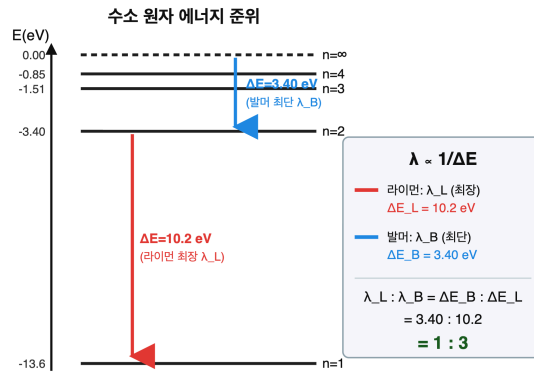 수소 원자 에너지 준위
E(eV)
0.00
n=∞
-0.85
n=4
-1.51
n=3
ΔE=3.40 eV
(발머 최단 λ_B)
-3.40
n=2
ΔE=10.2 eV
(라이먼 최장 λ_L)
-13.6
n=1
λ ∝ 1/ΔE
라이먼: λ_L (최장)
ΔE_L = 10.2 eV
발머: λ_B (최단)
ΔE_B = 3.40 eV
λ_L : λ_B = ΔE_B : ΔE_L
= 3.40 : 10.2
= 1 : 3